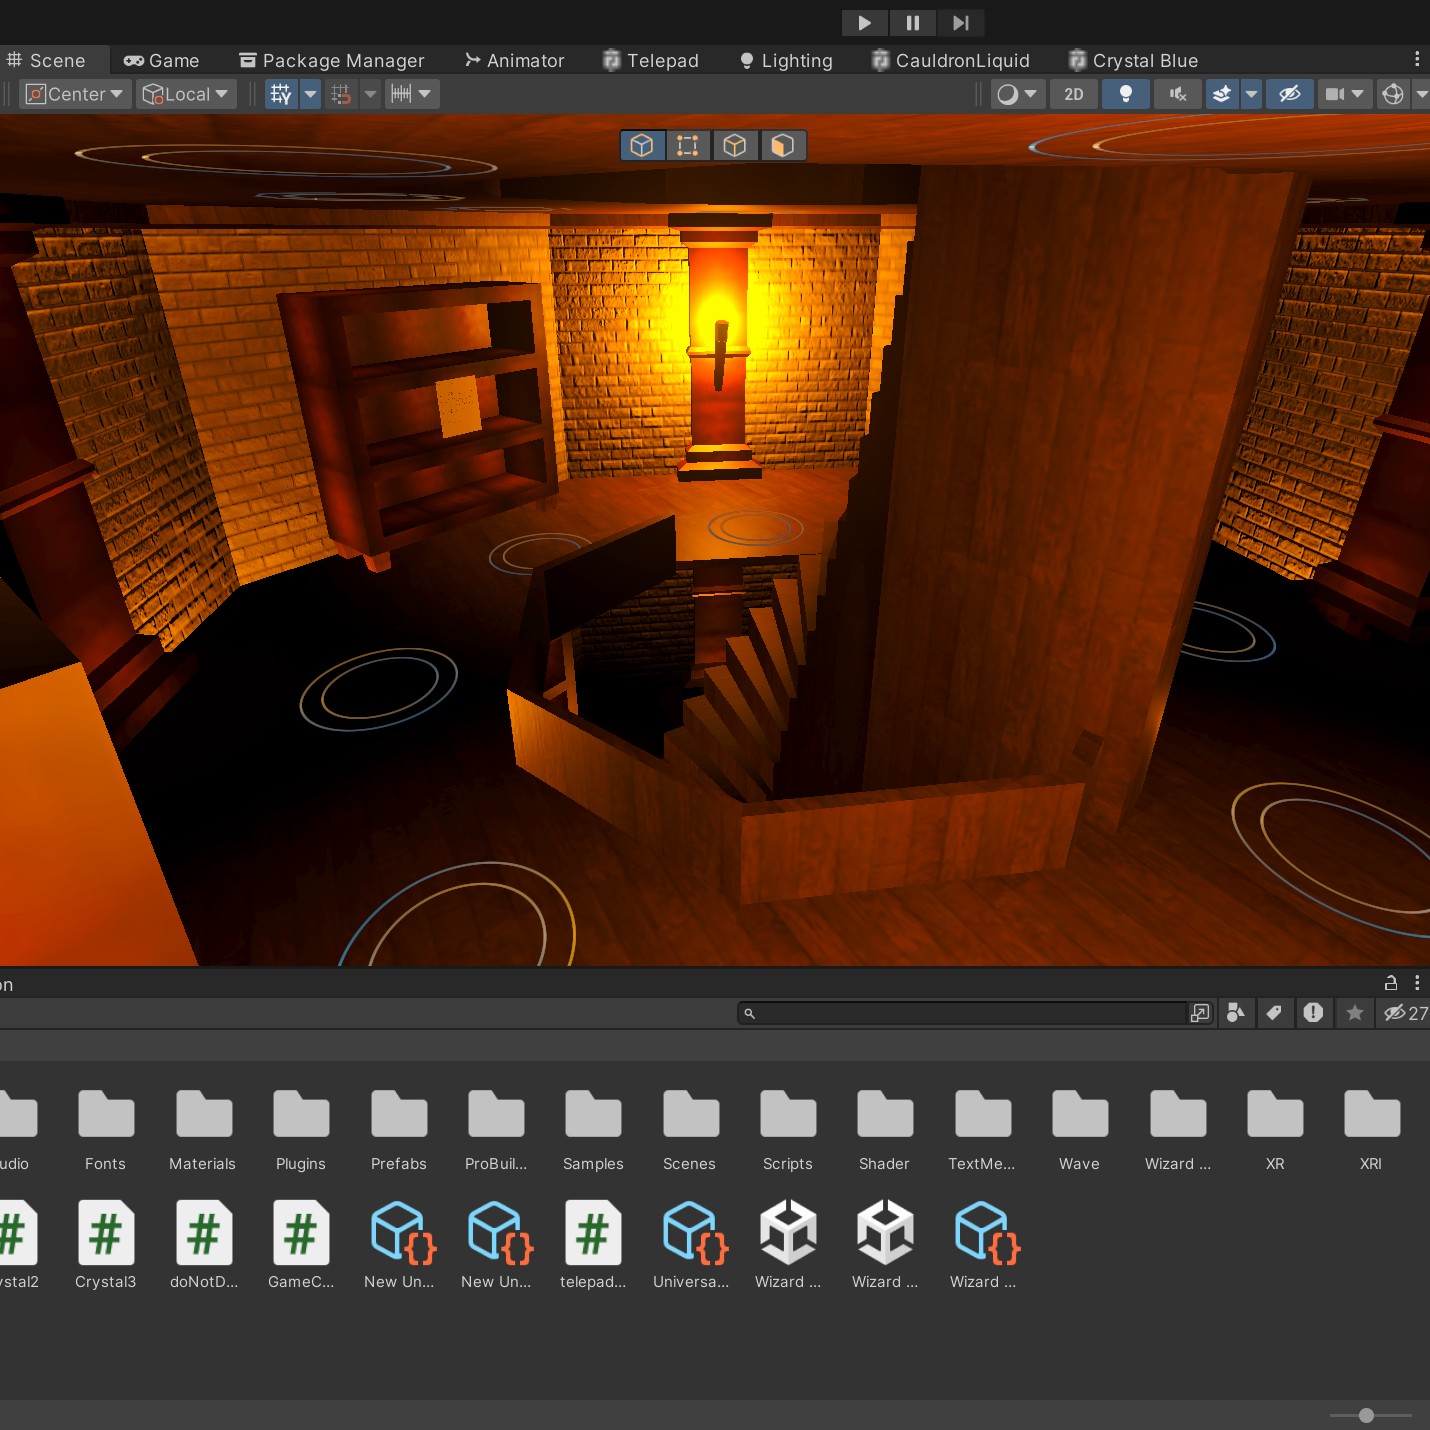 Scene Game Package Manager Animator Telepad Lighting CauldronLiquid Crystal Blue
Center Local 2D
on
27
udio Fonts Materials Plugins Prefabs ProBuil... Samples Scenes Scripts Shader TextMe... Wave Wizard ... XR XRI
ystal2 Crystal3 doNotD... GameC... New Un... New Un... telepad... Universa... Wizard ... Wizard ... Wizard ...